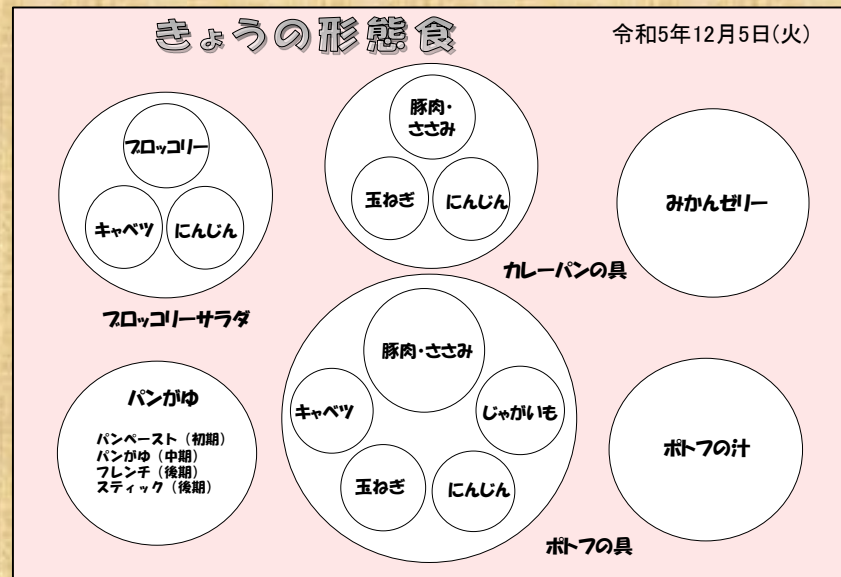 きょうの形態食
令和5年12月5日(火)
ブロッコリー
キャベツ
にんじん
ブロッコリーサラダ
豚肉・
ささみ
玉ねぎ
にんじん
カレーパンの具
みかんゼリー
パンがゆ
パンペースト（初期）
パンがゆ（中期）
フレンチ（後期）
スティック（後期）
豚肉・ささみ
キャベツ
じゃがいも
玉ねぎ
にんじん
ポトフの具
ポトフの汁